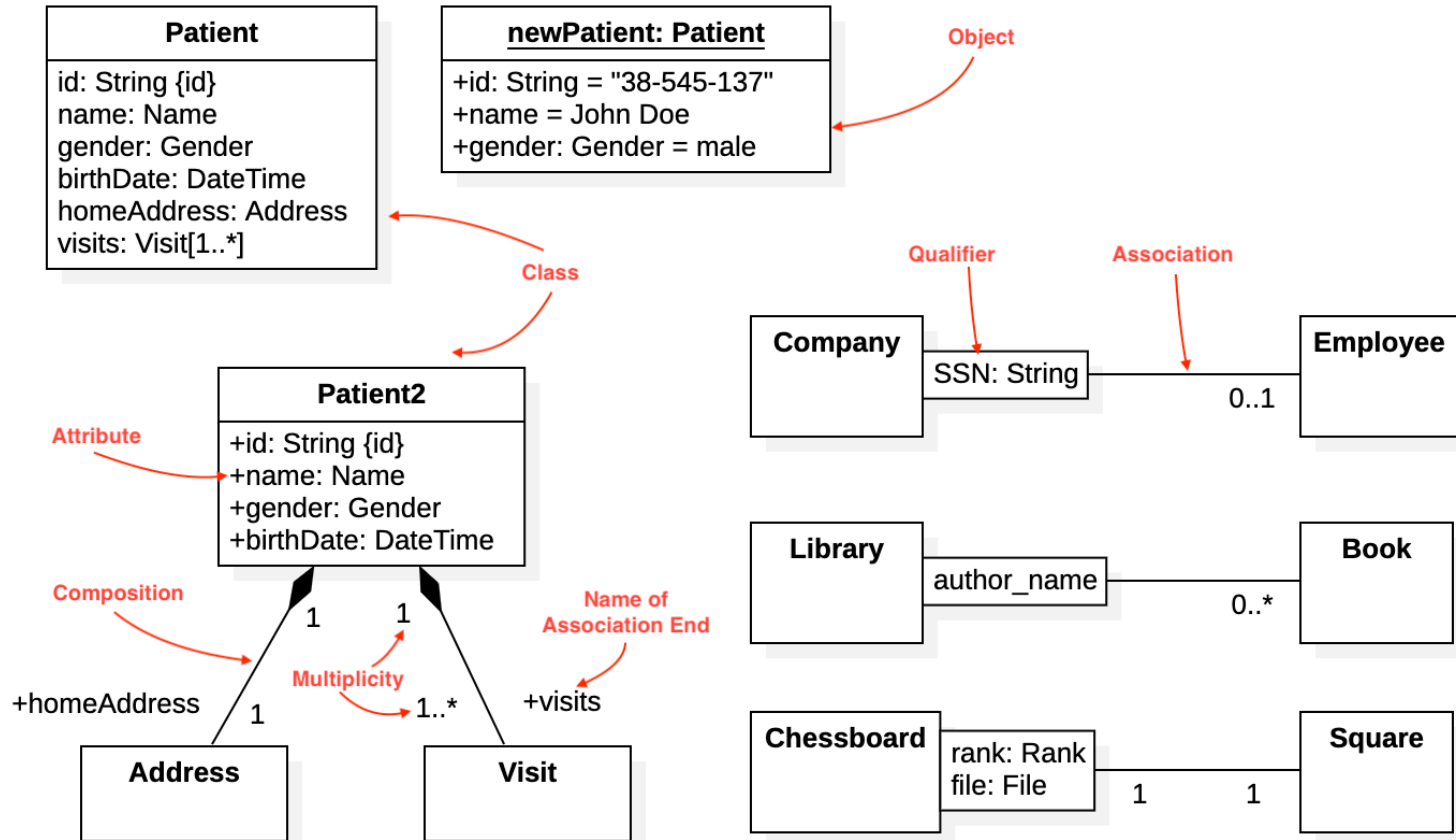 Patient
id: String {id}
name: Name
gender: Gender
birthDate: DateTime
homeAddress: Address
visits: Visit[1..*]
newPatient: Patient
+id: String = "38-545-137"
+name = John Doe
+gender: Gender = male
Object
Class
Patient2
+id: String {id}
+name: Name
+gender: Gender
+birthDate: DateTime
Attribute
Composition
1
1
Name of
Association End
Multiplicity
+homeAddress
1
1..*
+visits
Address
Visit
Qualifier
Association
Company
SSN: String
0..1
Employee
Library
author_name
0..*
Book
Chessboard
rank: Rank
file: File
1
1
Square